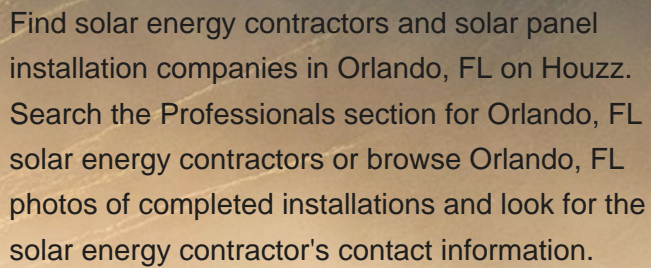 Find solar energy contractors and solar panel
installation companies in Orlando, FL on Houzz.
Search the Professionals section for Orlando, FL
solar energy contractors or browse Orlando, FL
photos of completed installations and look for the
solar energy contractor's contact information.